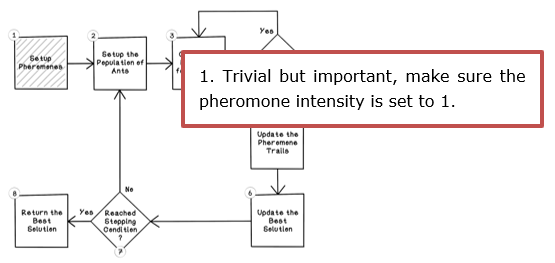 1
Setup
Pheromones
2
Setup the
Population of
Ants
3
Yes
1. Trivial but important, make sure the
pheromone intensity is set to 1.
Update the
Pheromone
Trails
6
Update the
Best
Solution
No
Reached
Stopping
Condition
?
7
Yes
8
Return the
Best
Solution